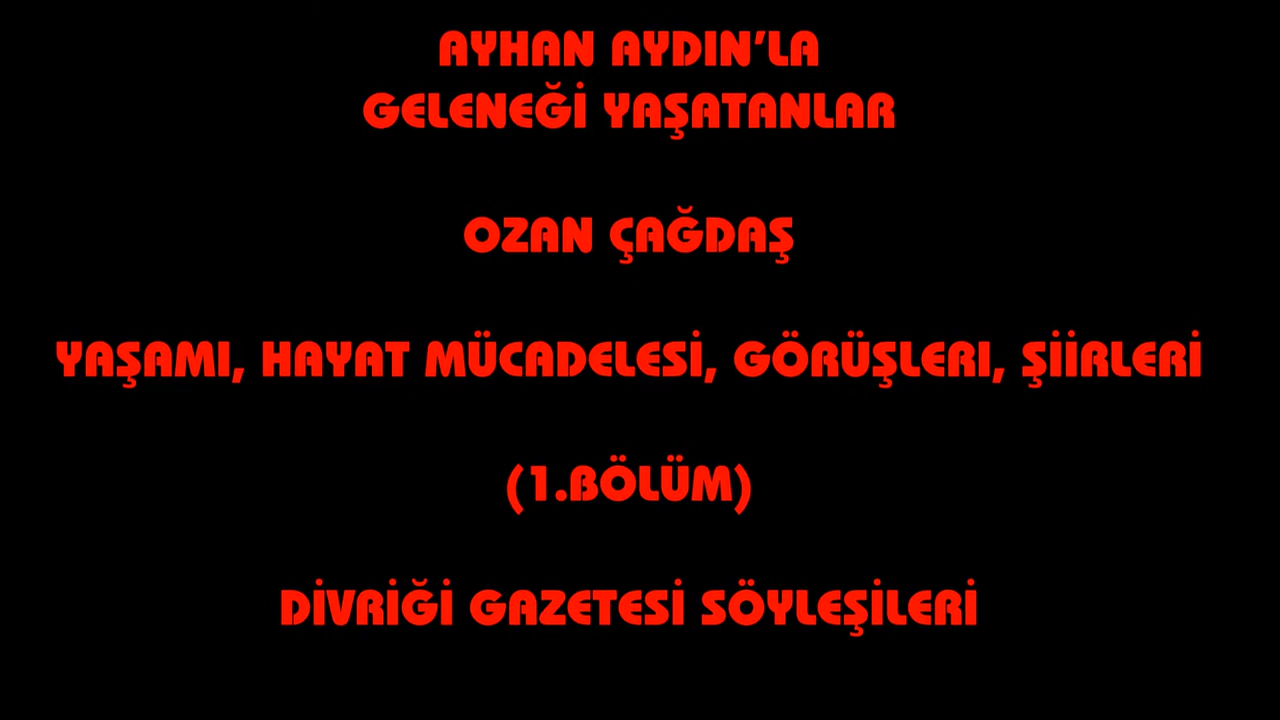 AYHAN AYDIN’LA
GELENEĞİ YAŞATANLAR
OZAN ÇAĞDAŞ
YAŞAMI, HAYAT MÜCADELESİ, GÖRÜŞLERI, ŞİİRLERİ
(1.BÖLÜM)
DİVRİĞİ GAZETESİ SÖYLEŞİLERİ